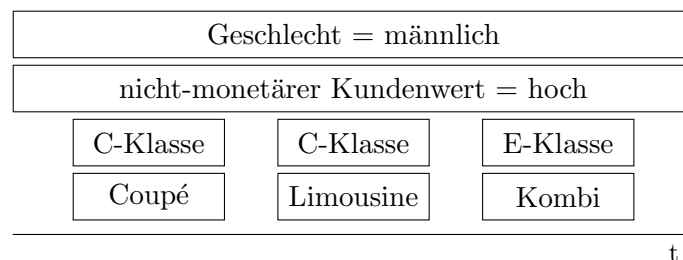 Geschlecht = männlich
nicht-monetärer Kundenwert = hoch
C-Klasse C-Klasse E-Klasse
Coupé Limousine Kombi
t